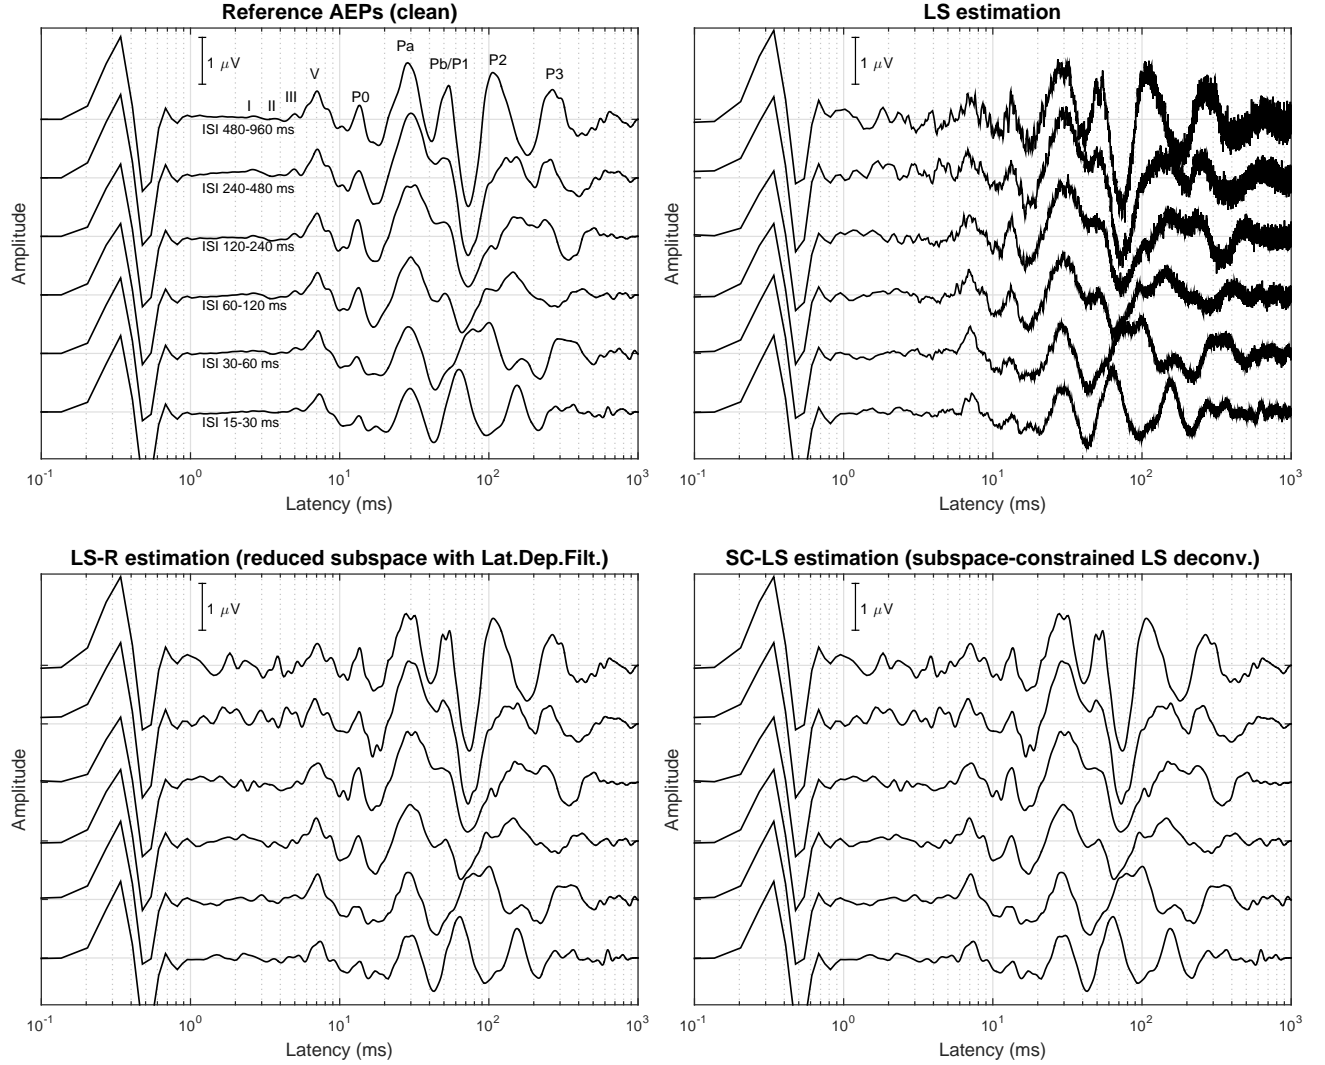 Reference AEPs (clean)
1 μV
I
II
III
V
P0
Pa
Pb/P1
P2
P3
ISI 480-960 ms
ISI 240-480 ms
ISI 120-240 ms
ISI 60-120 ms
ISI 30-60 ms
ISI 15-30 ms
Amplitude
10^-1
10^0
10^1
10^2
10^3
Latency (ms)
LS estimation
1 μV
Amplitude
10^-1
10^0
10^1
10^2
10^3
Latency (ms)
LS-R estimation (reduced subspace with Lat.Dep.Filt.)
1 μV
Amplitude
10^-1
10^0
10^1
10^2
10^3
Latency (ms)
SC-LS estimation (subspace-constrained LS deconv.)
1 μV
Amplitude
10^-1
10^0
10^1
10^2
10^3
Latency (ms)